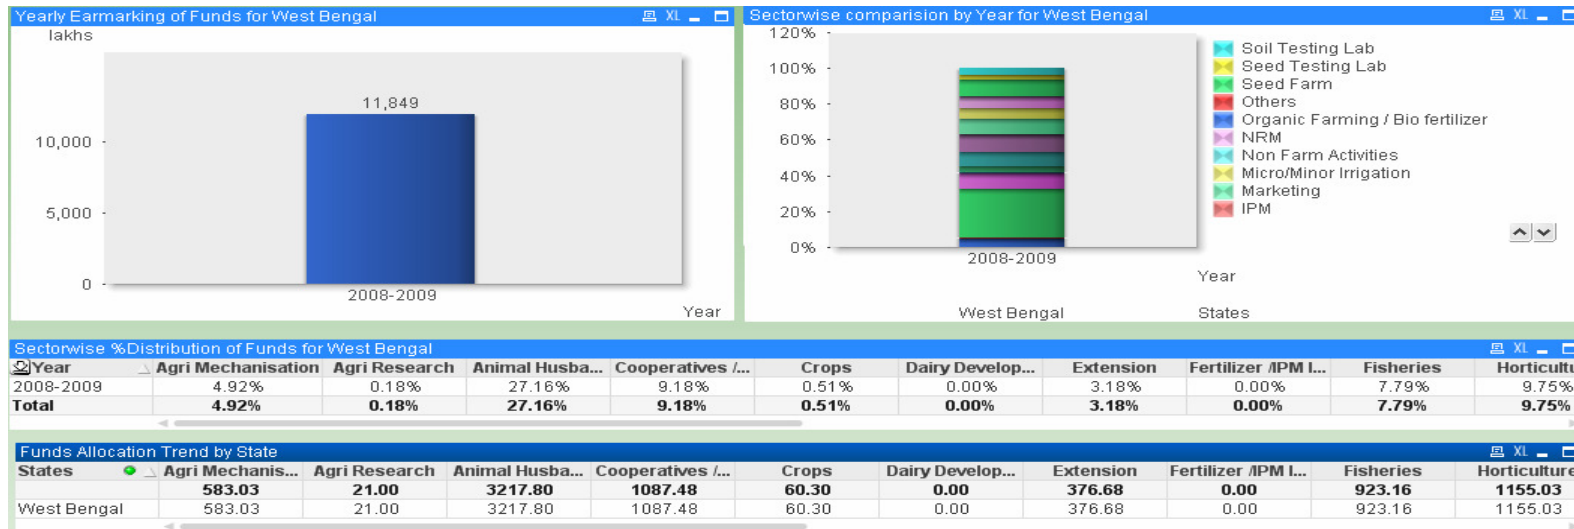 Yearly Earmarking of Funds for West Bengal XL
lakhs
11,849
10,000
5,000
0
2008-2009
Year
Sectorwise comparision by Year for West Bengal XL
120%
100%
80%
60%
40%
20%
0%
2008-2009
Year
West Bengal States
Soil Testing Lab
Seed Testing Lab
Seed Farm
Others
Organic Farming / Bio fertilizer
NRM
Non Farm Activities
Micro/Minor Irrigation
Marketing
IPM
Sectorwise %Distribution of Funds for West Bengal XL
Year Agri Mechanisation Agri Research Animal Husba... Cooperatives /... Crops Dairy Develop... Extension Fertilizer /IPM I... Fisheries Horticultu
2008-2009 4.92% 0.18% 27.16% 9.18% 0.51% 0.00% 3.18% 0.00% 7.79% 9.75%
Total 4.92% 0.18% 27.16% 9.18% 0.51% 0.00% 3.18% 0.00% 7.79% 9.75%
Funds Allocation Trend by State XL
States Agri Mechanis... Agri Research Animal Husba... Cooperatives /... Crops Dairy Develop... Extension Fertilizer /IPM I... Fisheries Horticulture
583.03 21.00 3217.80 1087.48 60.30 0.00 376.68 0.00 923.16 1155.03
West Bengal 583.03 21.00 3217.80 1087.48 60.30 0.00 376.68 0.00 923.16 1155.03